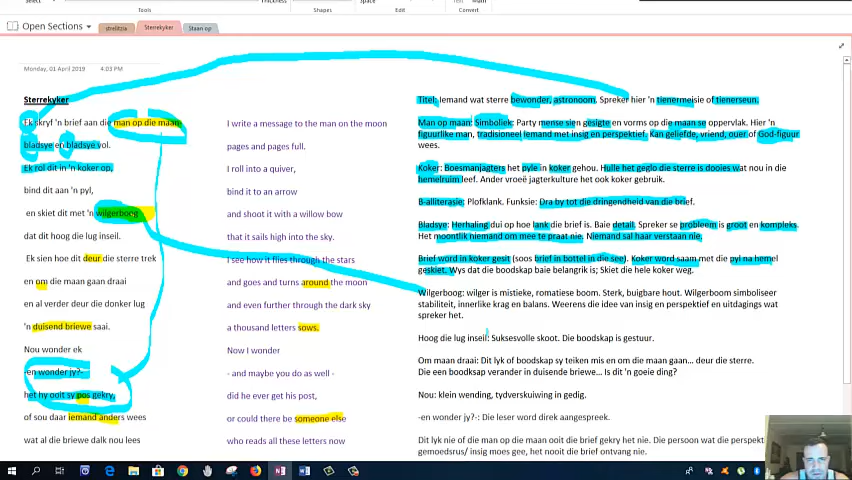 Select
Tools
Thickness
Shapes
Space
Edit
Convert
Math
Open Sections
strelitzia
Sterrekyker
Staan op
Monday, 01 April 2019 4:03 PM
Sterrekyker
Ek skryf 'n brief aan die man op die maan
bladsye en bladsye vol.
Ek rol dit in 'n koker op,
bind dit aan 'n pyl,
en skiet dit met 'n wilgerboog
dat dit hoog die lug inseil.
Ek sien hoe dit deur die sterre trek
en om die maan gaan draai
en al verder deur die donker lug
'n duisend briewe saai.
Nou wonder ek
-en wonder jy?-
het hy ooit sy pos gekry,
of sou daar iemand anders wees
wat al die briewe dalk nou lees
I write a message to the man on the moon
pages and pages full.
I roll into a quiver,
bind it to an arrow
and shoot it with a willow bow
that it sails high into the sky.
I see how it flies through the stars
and goes and turns around the moon
and even further through the dark sky
a thousand letters sows.
Now I wonder
- and maybe you do as well -
did he ever get his post,
or could there be someone else
who reads all these letters now
Titel: Iemand wat sterre bewonder, astronoom. Spreker hier 'n tienermeisie of tienerseun.
Man op maan: Simboliek: Party mense sien gesigte en vorms op die maan se oppervlak. Hier 'n
figuurlike man, tradisioneel iemand met insig en perspektief. Kan geliefde, vriend, ouer of God-figuur
wees.
Koker: Boesmanjagters het pyle in koker gehou. Hulle het geglo die sterre is dooies wat nou in die
hemelruim leef. Ander vroeë jagterkulture het ook koker gebruik.
B-alliterasie: Plofklank. Funksie: Dra by tot die dringendheid van die brief.
Bladsye: Herhaling dui op hoe lank die brief is. Baie detail. Spreker se probleem is groot en kompleks.
Het moontlik niemand om mee te praat nie. Niemand sal haar verstaan nie.
Brief word in koker gesit (soos brief in bottel in die see). Koker word saam met die pyl na hemel
geskiet. Wys dat die boodskap baie belangrik is; Skiet die hele koker weg.
Wilgerboog: wilger is mistieke, romatiese boom. Sterk, buigbare hout. Wilgerboom simboliseer
stabiliteit, innerlike krag en balans. Weerens die idee van insig en perspektief en uitdagings wat
spreker het.
Hoog die lug inseil: Suksesvolle skoot. Die boodskap is gestuur.
Om maan draai: Dit lyk of boodskap sy teiken mis en om die maan gaan... deur die sterre.
Die een boodksap verander in duisende briewe... Is dit 'n goeie ding?
Nou: klein wending, tydverskuiwing in gedig.
-en wonder jy?-: Die leser word direk aangespreek.
Dit lyk nie of die man op die maan ooit die brief gekry het nie. Die persoon wat die perspekt
gemoedsrus/ insig moes gee, het nooit die brief ontvang nie.